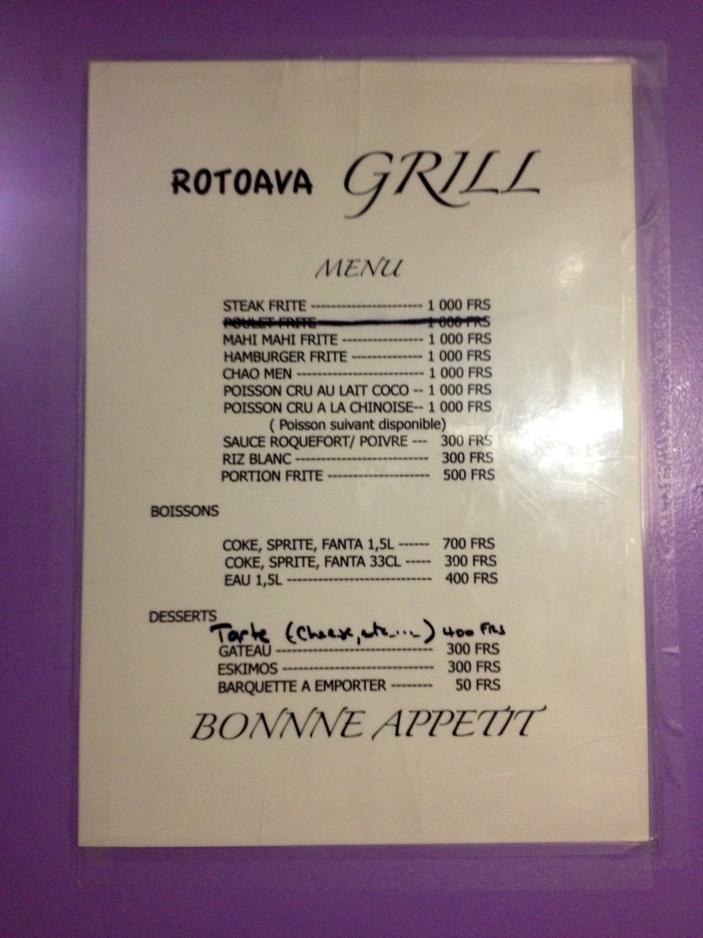 ROTOAVA GRILL
MENU
STEAK FRITE ---------------------- 1 000 FRS
POULET FRITE 1 000 FRS
MAHI MAHI FRITE ---------------- 1 000 FRS
HAMBURGER FRITE -------------- 1 000 FRS
CHAO MEN ------------------------- 1 000 FRS
POISSON CRU AU LAIT COCO -- 1 000 FRS
POISSON CRU A LA CHINOISE-- 1 000 FRS
( Poisson suivant disponible)
SAUCE ROQUEFORT/ POIVRE --- 300 FRS
RIZ BLANC -------------------------- 300 FRS
PORTION FRITE --------------------- 500 FRS
BOISSONS
COKE, SPRITE, FANTA 1,5L ------ 700 FRS
COKE, SPRITE, FANTA 33CL ----- 300 FRS
EAU 1,5L ---------------------------- 400 FRS
DESSERTS
Tarte (Cheese, etc....) 400 FRS
GATEAU ------------------------------ 300 FRS
ESKIMOS ----------------------------- 300 FRS
BARQUETTE A EMPORTER -------- 50 FRS
BONNNE APPETIT